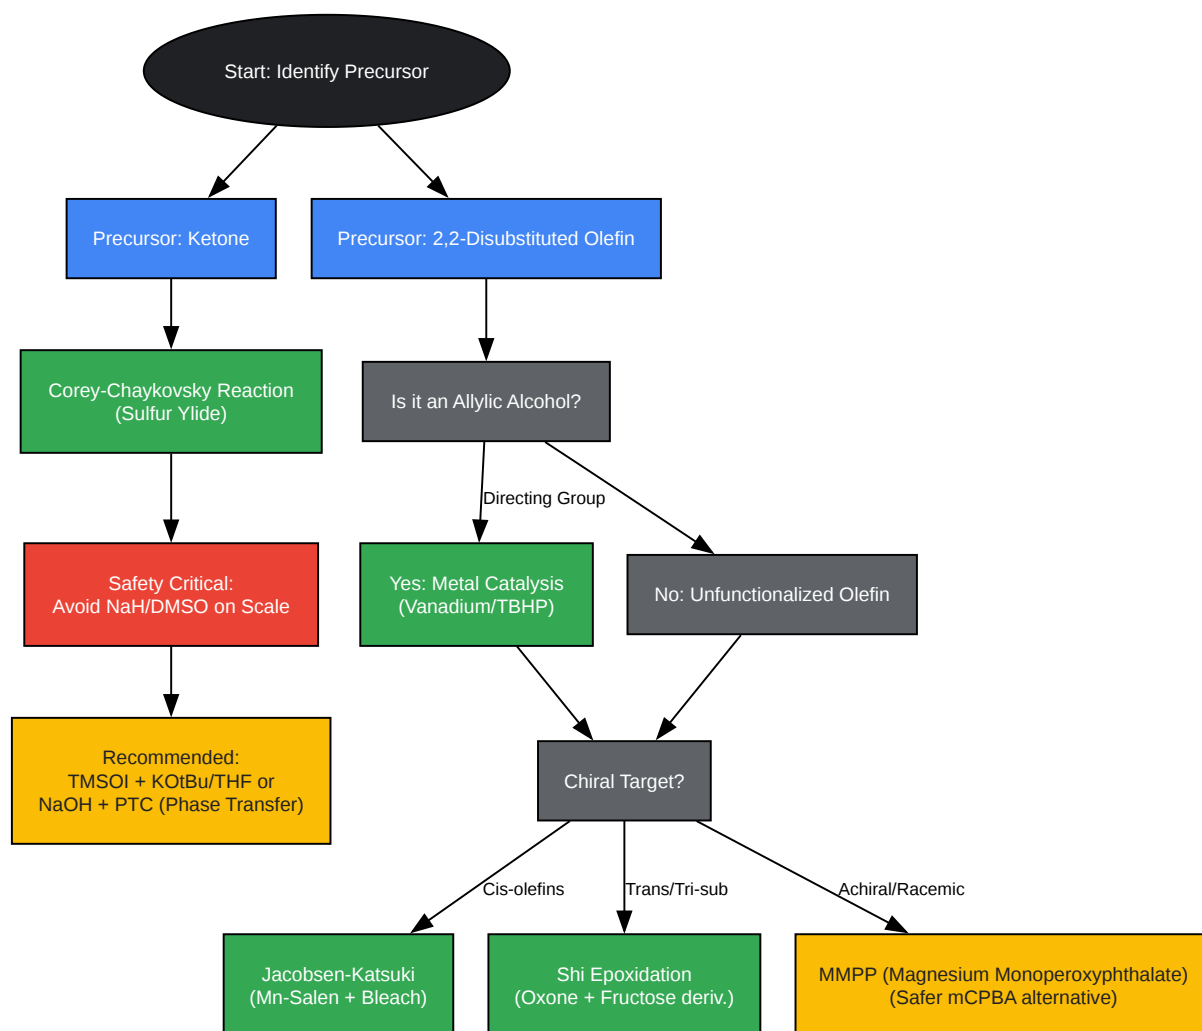 Start: Identify Precursor
Precursor: Ketone
Precursor: 2,2-Disubstituted Olefin
Corey-Chaykovsky Reaction
(Sulfur Ylide)
Is it an Allylic Alcohol?
Directing Group
Safety Critical:
Avoid NaH/DMSO on Scale
Yes: Metal Catalysis
(Vanadium/TBHP)
No: Unfunctionalized Olefin
Recommended:
TMSOI + KOtBu/THF or
NaOH + PTC (Phase Transfer)
Chiral Target?
Cis-olefins
Trans/Tri-sub
Achiral/Racemic
Jacobsen-Katsuki
(Mn-Salen + Bleach)
Shi Epoxidation
(Oxone + Fructose deriv.)
MMPP (Magnesium Monoperoxyphthalate)
(Safer mCPBA alternative)